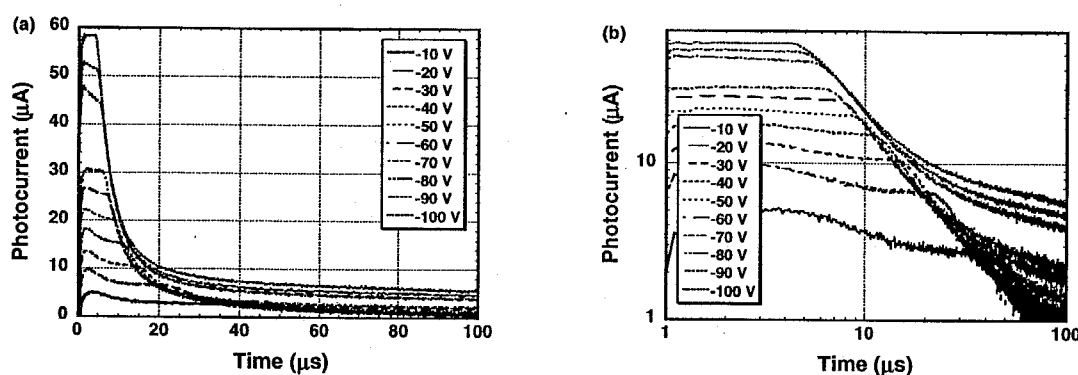 (a)
Photocurrent (μA)
60
50
40
30
20
10
0
0 20 40 60 80 100
Time (μs)
-10 V
-20 V
-30 V
-40 V
-50 V
-60 V
-70 V
-80 V
-90 V
-100 V
(b)
Photocurrent (μA)
10
1
1 10 100
Time (μs)
-10 V
-20 V
-30 V
-40 V
-50 V
-60 V
-70 V
-80 V
-90 V
-100 V